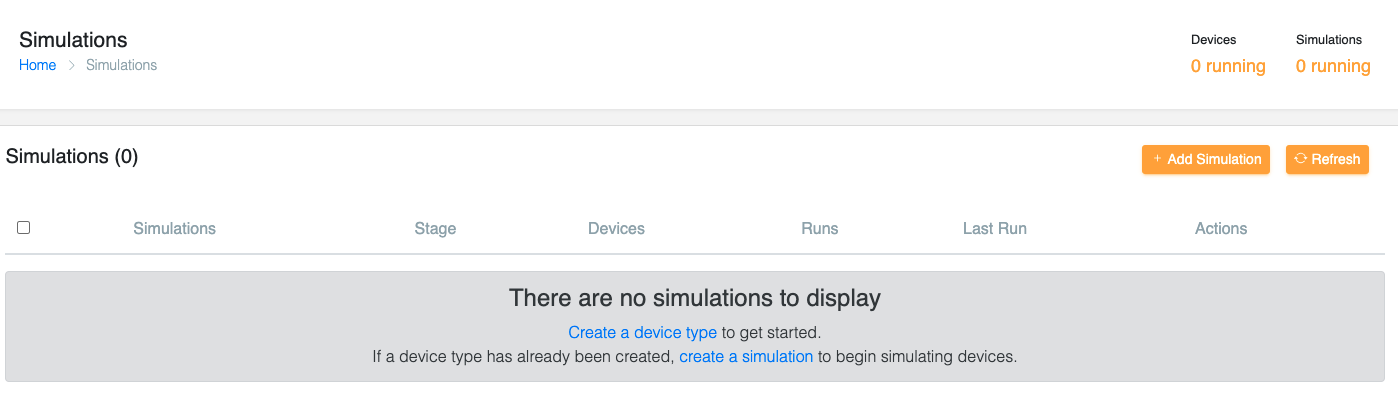 Simulations
Home > Simulations
Devices
0 running
Simulations
0 running
Simulations (0)
+ Add Simulation
Refresh
Simulations Stage Devices Runs Last Run Actions
There are no simulations to display
Create a device type to get started.
If a device type has already been created, create a simulation to begin simulating devices.